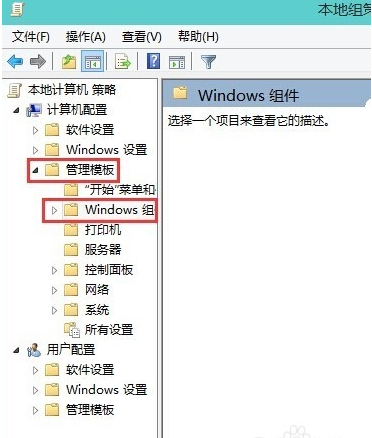 本地组策
文件(F) 操作(A) 查看(V) 帮助(H)
本地计算机 策略
计算机配置
软件设置
Windows 设置
管理模板
"开始"菜单和
Windows 组
打印机
服务器
控制面板
网络
系统
所有设置
用户配置
软件设置
Windows 设置
管理模板
Windows 组件
选择一个项目来查看它的描述。